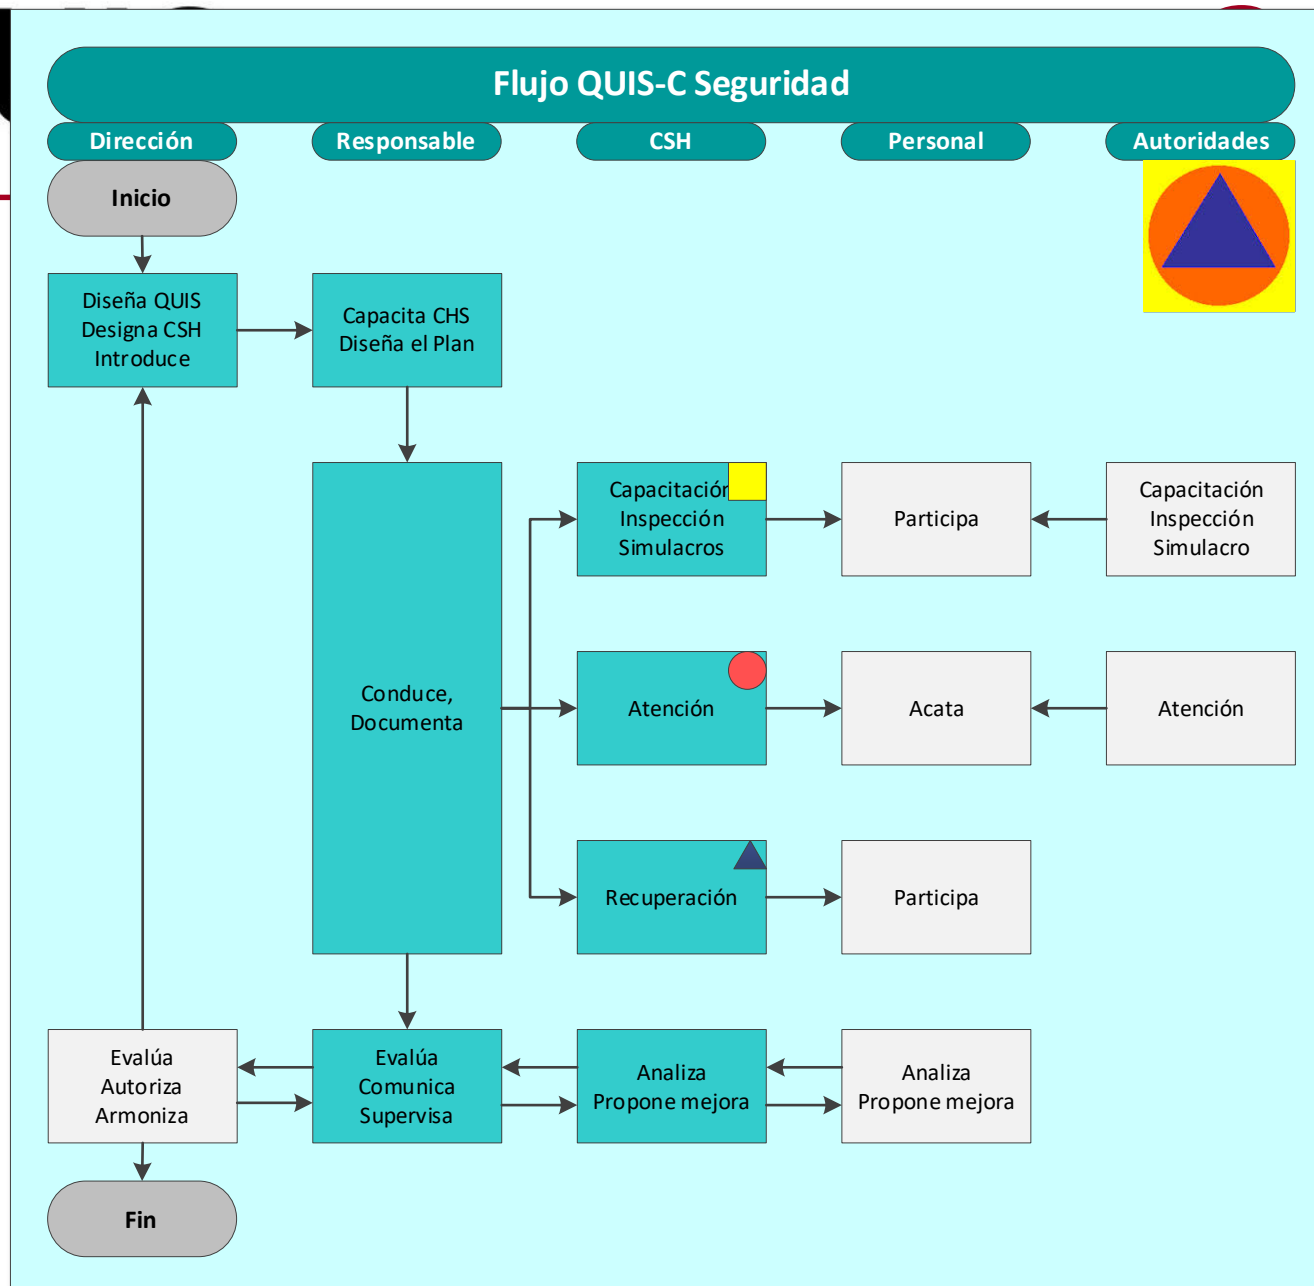 Flujo QUIS-C Seguridad
Dirección
Responsable
CSH
Personal
Autoridades
Inicio
Diseña QUIS
Designa CSH
Introduce
Capacita CHS
Diseña el Plan
Conduce,
Documenta
Capacitación
Inspección
Simulacros
Participa
Capacitación
Inspección
Simulacro
Atención
Acata
Atención
Recuperación
Participa
Evalúa
Autoriza
Armoniza
Evalúa
Comunica
Supervisa
Analiza
Propone mejora
Analiza
Propone mejora
Fin